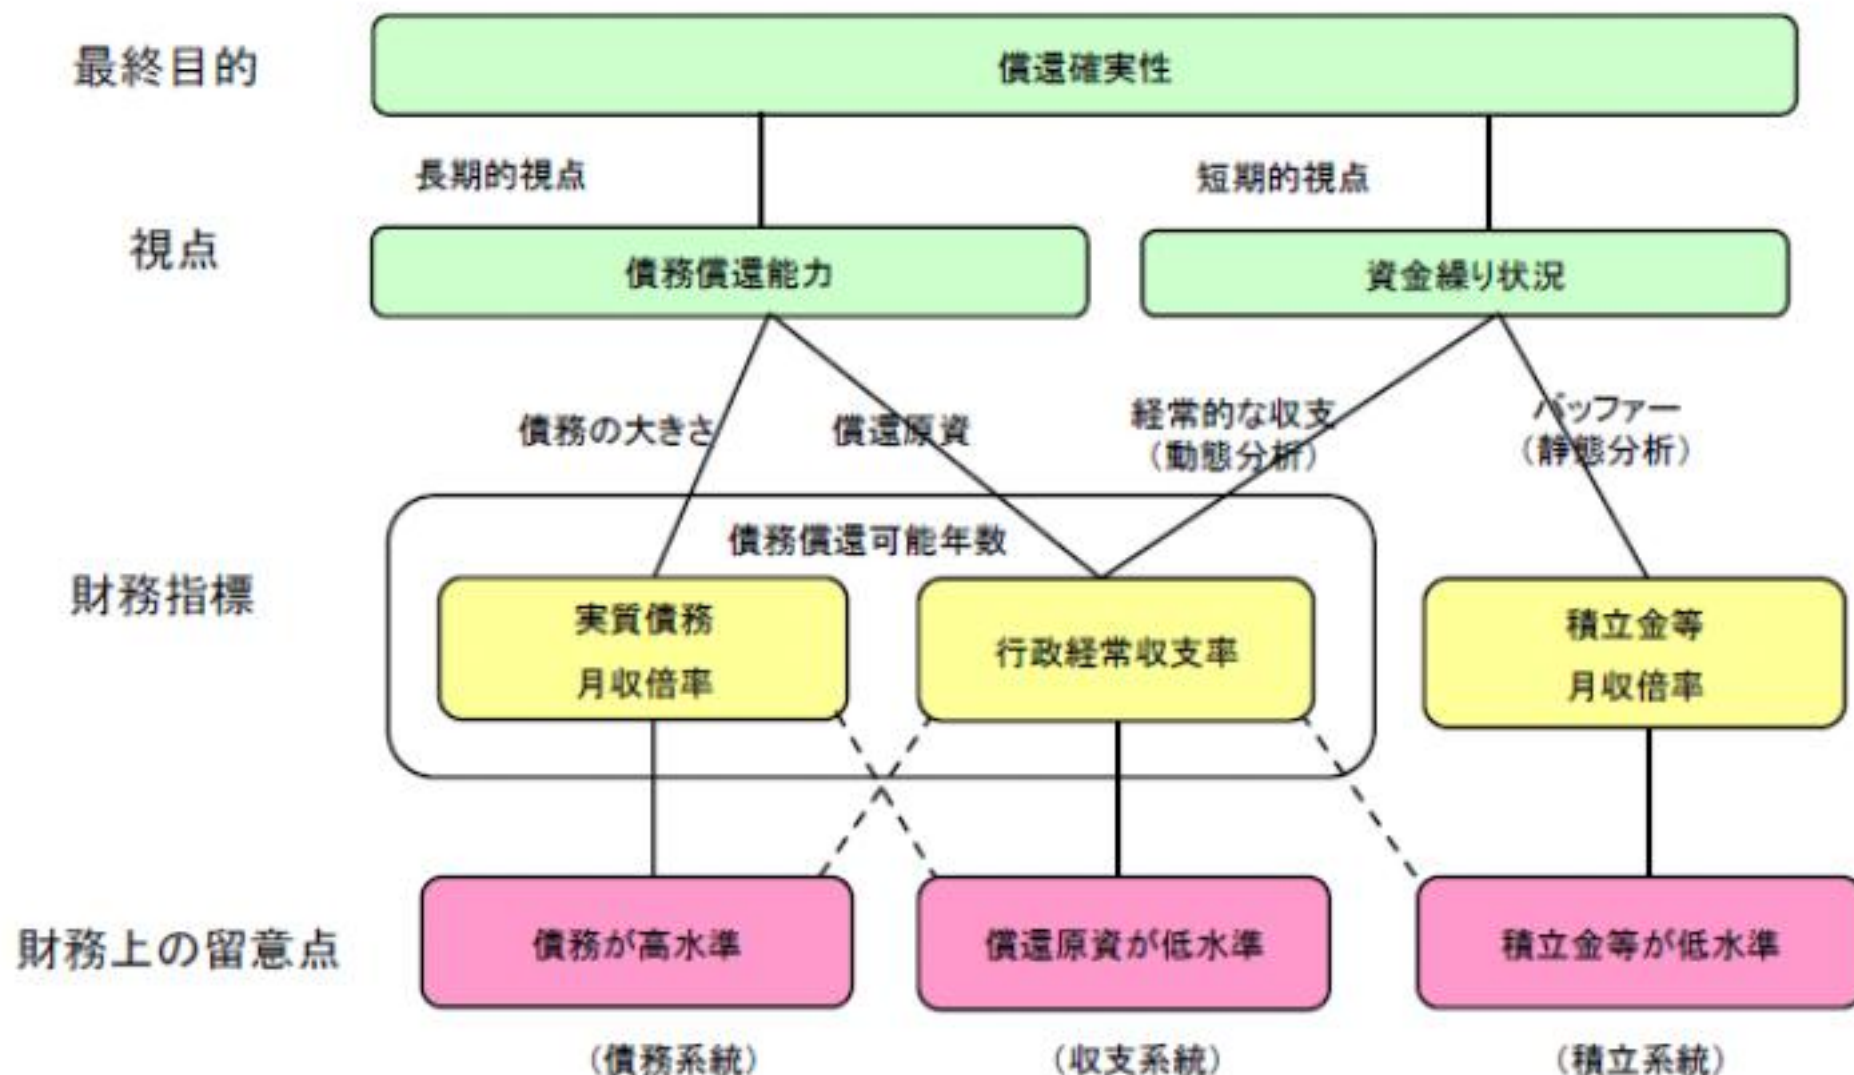 最終目的
償還確実性
長期的視点
短期的視点
視点
債務償還能力
資金繰り状況
債務の大きさ
償還原資
経常的な収支
(動態分析)
バッファー
(静態分析)
債務償還可能年数
財務指標
実質債務
月収倍率
行政経常収支率
積立金等
月収倍率
財務上の留意点
債務が高水準
償還原資が低水準
積立金等が低水準
(債務系統)
(収支系統)
(積立系統)